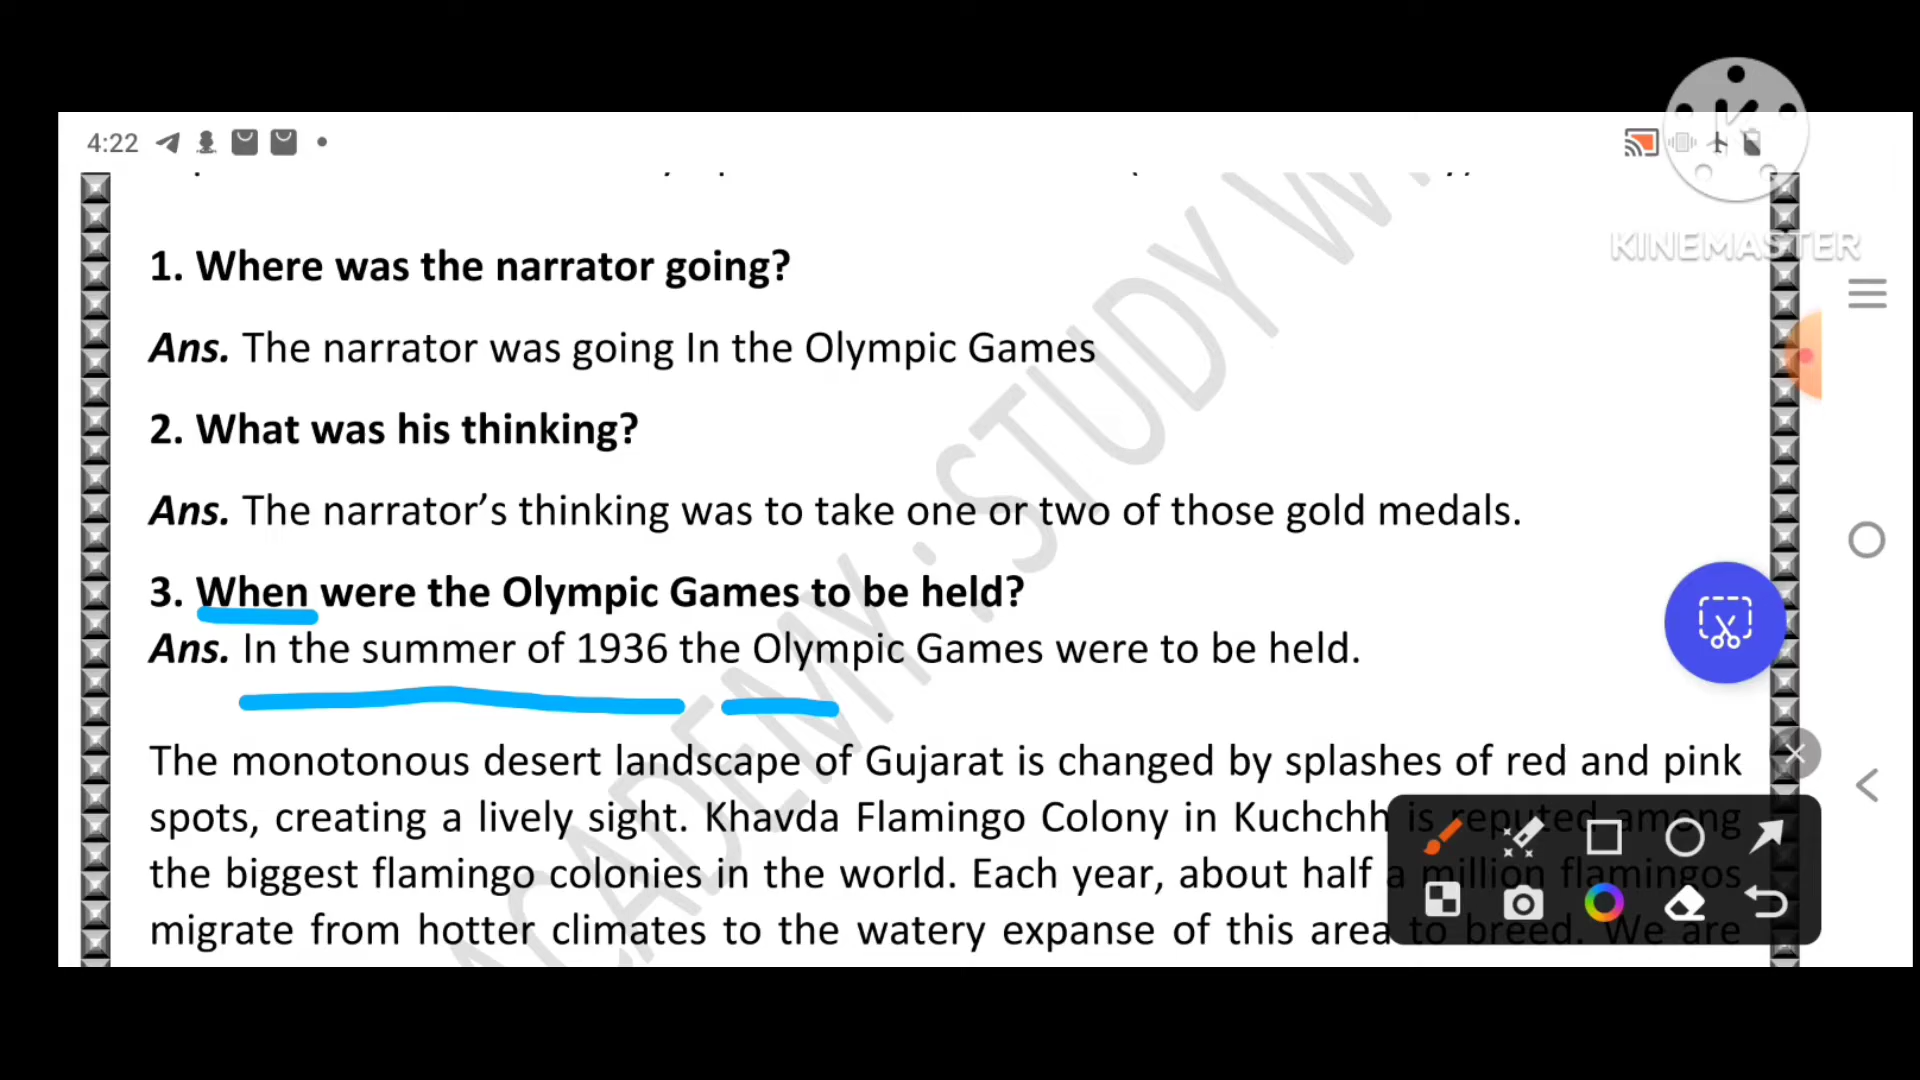 4:22
KINEMASTER
1. Where was the narrator going?
Ans. The narrator was going In the Olympic Games
2. What was his thinking?
Ans. The narrator’s thinking was to take one or two of those gold medals.
3. When were the Olympic Games to be held?
Ans. In the summer of 1936 the Olympic Games were to be held.
The monotonous desert landscape of Gujarat is changed by splashes of red and pink
spots, creating a lively sight. Khavda Flamingo Colony in Kuchchh is reputed among
the biggest flamingo colonies in the world. Each year, about half a million flamingos
migrate from hotter climates to the watery expanse of this area to breed. We are
ACADEMY : STUDY